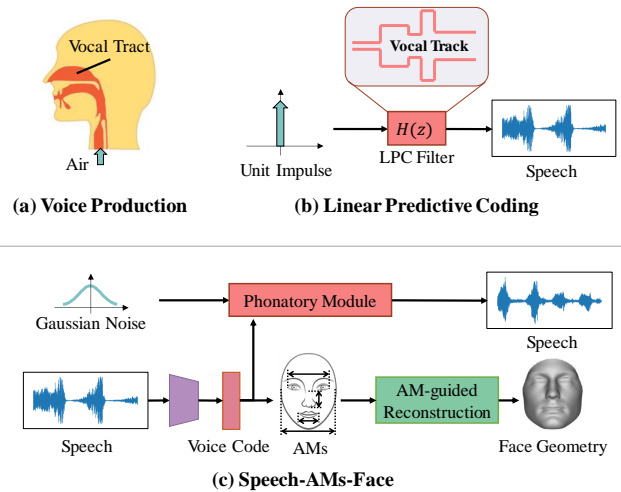 Vocal Tract
Air
(a) Voice Production
Vocal Track
H(z)
LPC Filter
Unit Impulse
Speech
(b) Linear Predictive Coding
Gaussian Noise
Phonatory Module
Speech
Speech
Voice Code
AMs
AM-guided
Reconstruction
Face Geometry
(c) Speech-AMs-Face